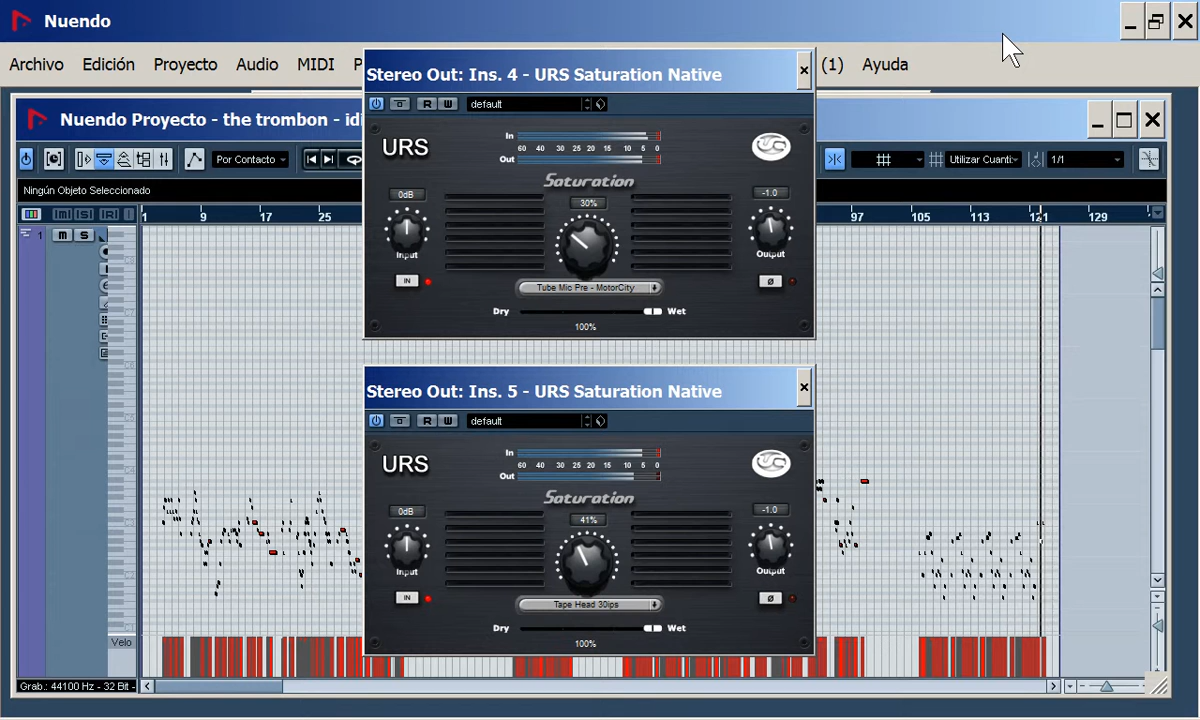 Nuendo
Archivo Edición Proyecto Audio MIDI P (1) Ayuda
Stereo Out: Ins. 4 - URS Saturation Native
R W default
Nuendo Proyecto - the trombon - idi
Por Contacto Utilizar Cuanti 1/1
Ningún Objeto Seleccionado
1 9 17 25 97 105 113 121 129
1 M S
URS
In
60 40 30 25 20 15 10 5 0
Out
Saturation
0dB 30% -1.0
Input Output
IN Ø
Tube Mic Pre - MotorCity
Dry Wet
100%
Stereo Out: Ins. 5 - URS Saturation Native
R W default
URS
In
60 40 30 25 20 15 10 5 0
Out
Saturation
0dB 41% -1.0
Input Output
IN Ø
Tape Head 30ips
Dry Wet
100%
Velo
Grab.: 44100 Hz - 32 Bit -